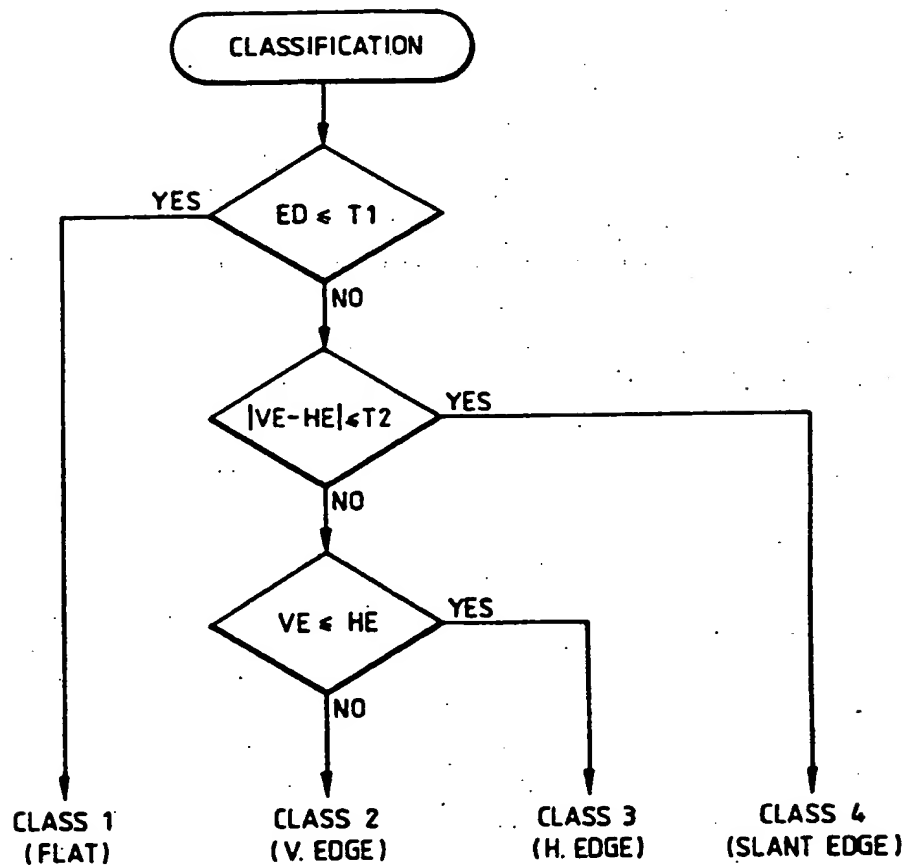 CLASSIFICATION
YES
ED ≤ T1
NO
|VE-HE|≤T2
YES
NO
VE ≤ HE
YES
NO
CLASS 1
(FLAT)
CLASS 2
(V. EDGE)
CLASS 3
(H. EDGE)
CLASS 4
(SLANT EDGE)